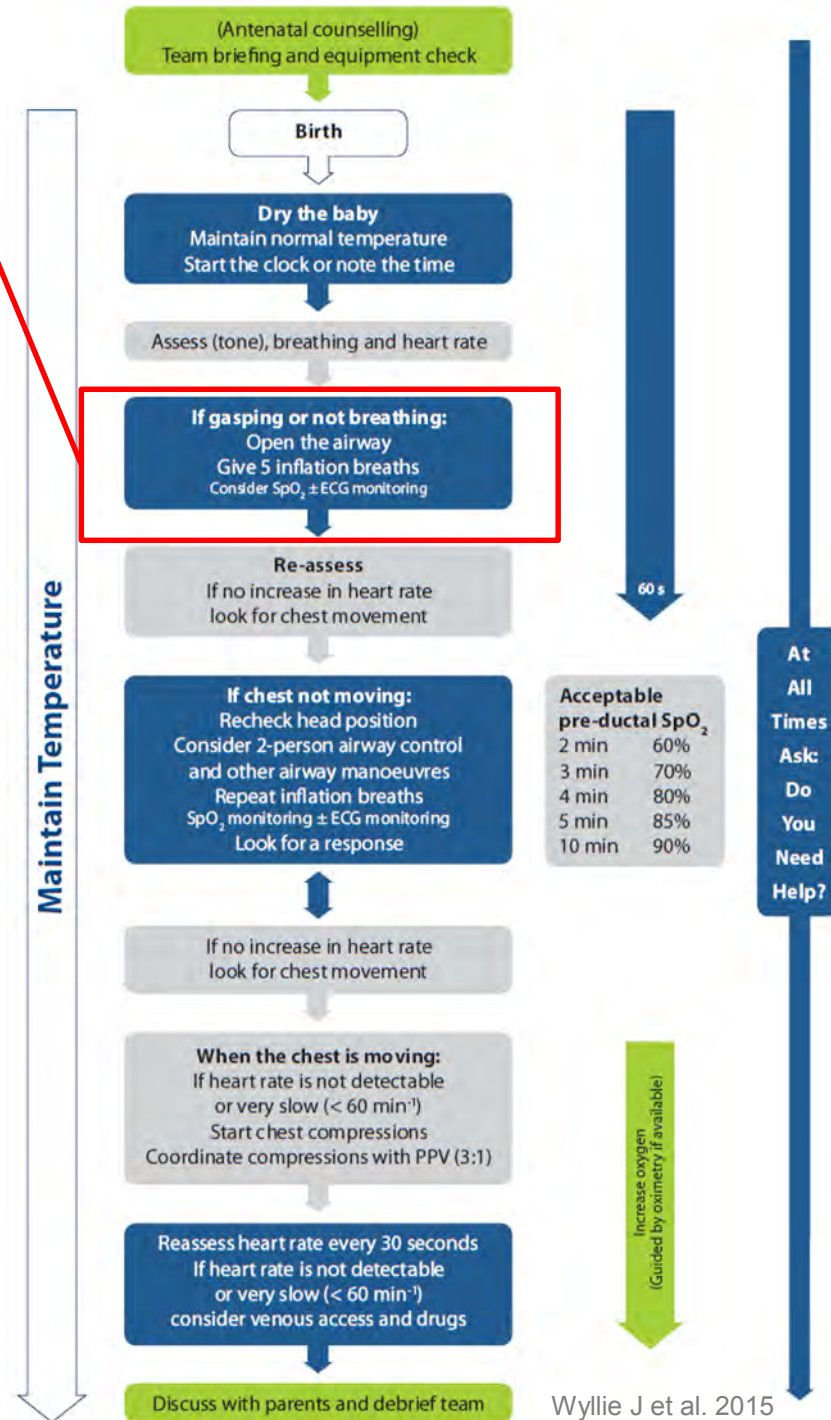 (Antenatal counselling)
Team briefing and equipment check
Birth
Dry the baby
Maintain normal temperature
Start the clock or note the time
Assess (tone), breathing and heart rate
If gasping or not breathing:
Open the airway
Give 5 inflation breaths
Consider SpO₂ ± ECG monitoring
Re-assess
If no increase in heart rate
look for chest movement
If chest not moving:
Recheck head position
Consider 2-person airway control
and other airway manoeuvres
Repeat inflation breaths
SpO₂ monitoring ± ECG monitoring
Look for a response
If no increase in heart rate
look for chest movement
When the chest is moving:
If heart rate is not detectable
or very slow (< 60 min⁻¹)
Start chest compressions
Coordinate compressions with PPV (3:1)
Reassess heart rate every 30 seconds
If heart rate is not detectable
or very slow (< 60 min⁻¹)
consider venous access and drugs
Discuss with parents and debrief team
Maintain Temperature
60 s
Acceptable
pre-ductal SpO₂
2 min 60%
3 min 70%
4 min 80%
5 min 85%
10 min 90%
Increase oxygen
(Guided by oximetry if available)
At
All
Times
Ask:
Do
You
Need
Help?
Wyllie J et al. 2015